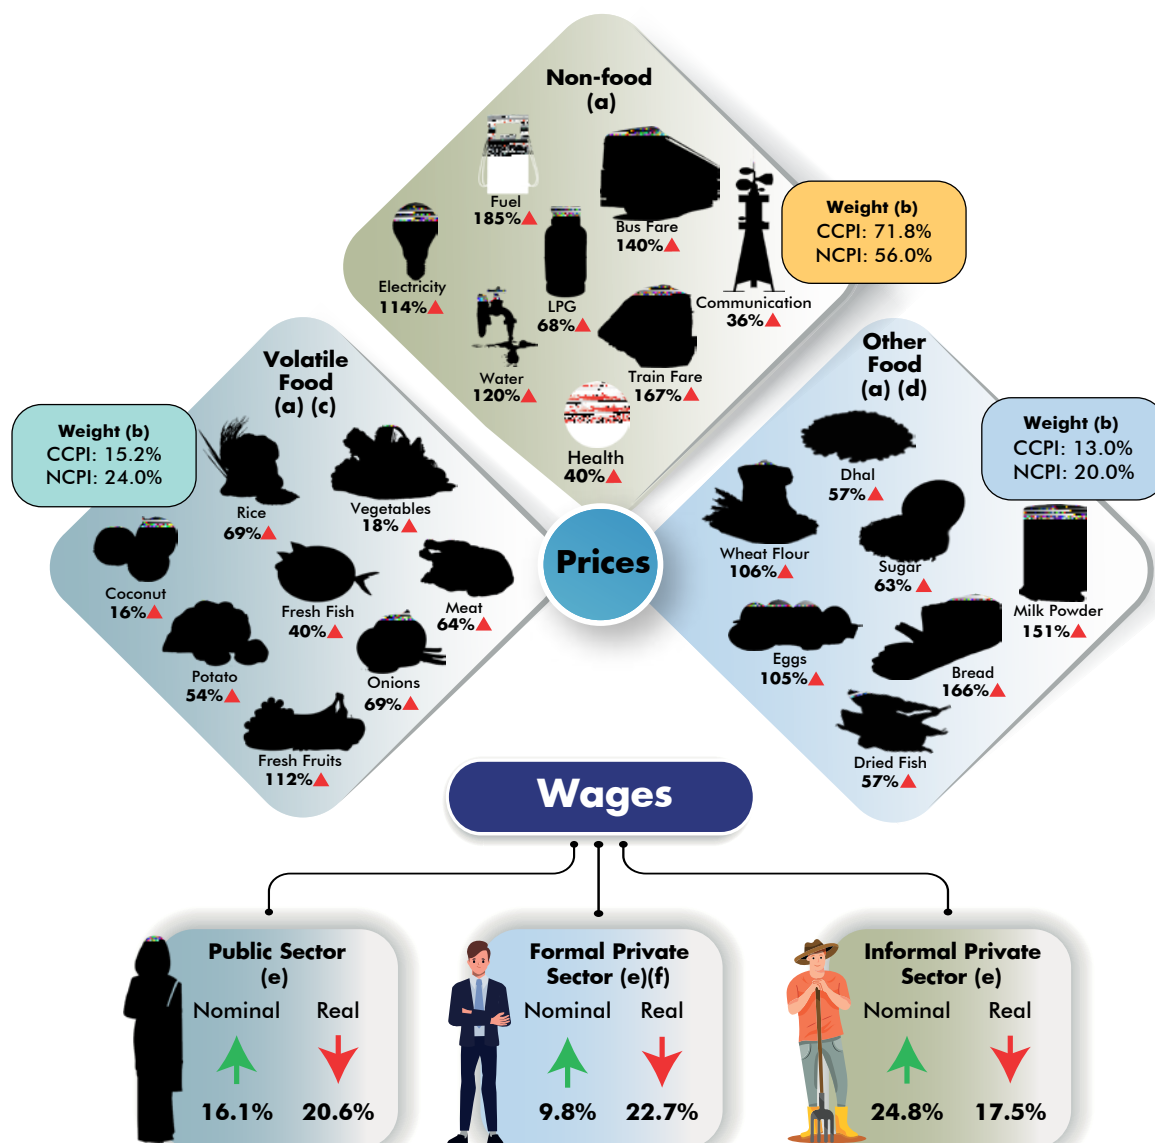 Non-food
(a)
Fuel
185%
Bus Fare
140%
Electricity
114%
LPG
68%
Communication
36%
Water
120%
Train Fare
167%
Health
40%
Weight (b)
CCPI: 71.8%
NCPI: 56.0%
Volatile
Food
(a) (c)
Weight (b)
CCPI: 15.2%
NCPI: 24.0%
Rice
69%
Vegetables
18%
Coconut
16%
Fresh Fish
40%
Meat
64%
Potato
54%
Onions
69%
Fresh Fruits
112%
Prices
Other
Food
(a) (d)
Weight (b)
CCPI: 13.0%
NCPI: 20.0%
Dhal
57%
Wheat Flour
106%
Sugar
63%
Milk Powder
151%
Eggs
105%
Bread
166%
Dried Fish
57%
Wages
Public Sector
(e)
Nominal Real
16.1% 20.6%
Formal Private
Sector (e)(f)
Nominal Real
9.8% 22.7%
Informal Private
Sector (e)
Nominal Real
24.8% 17.5%